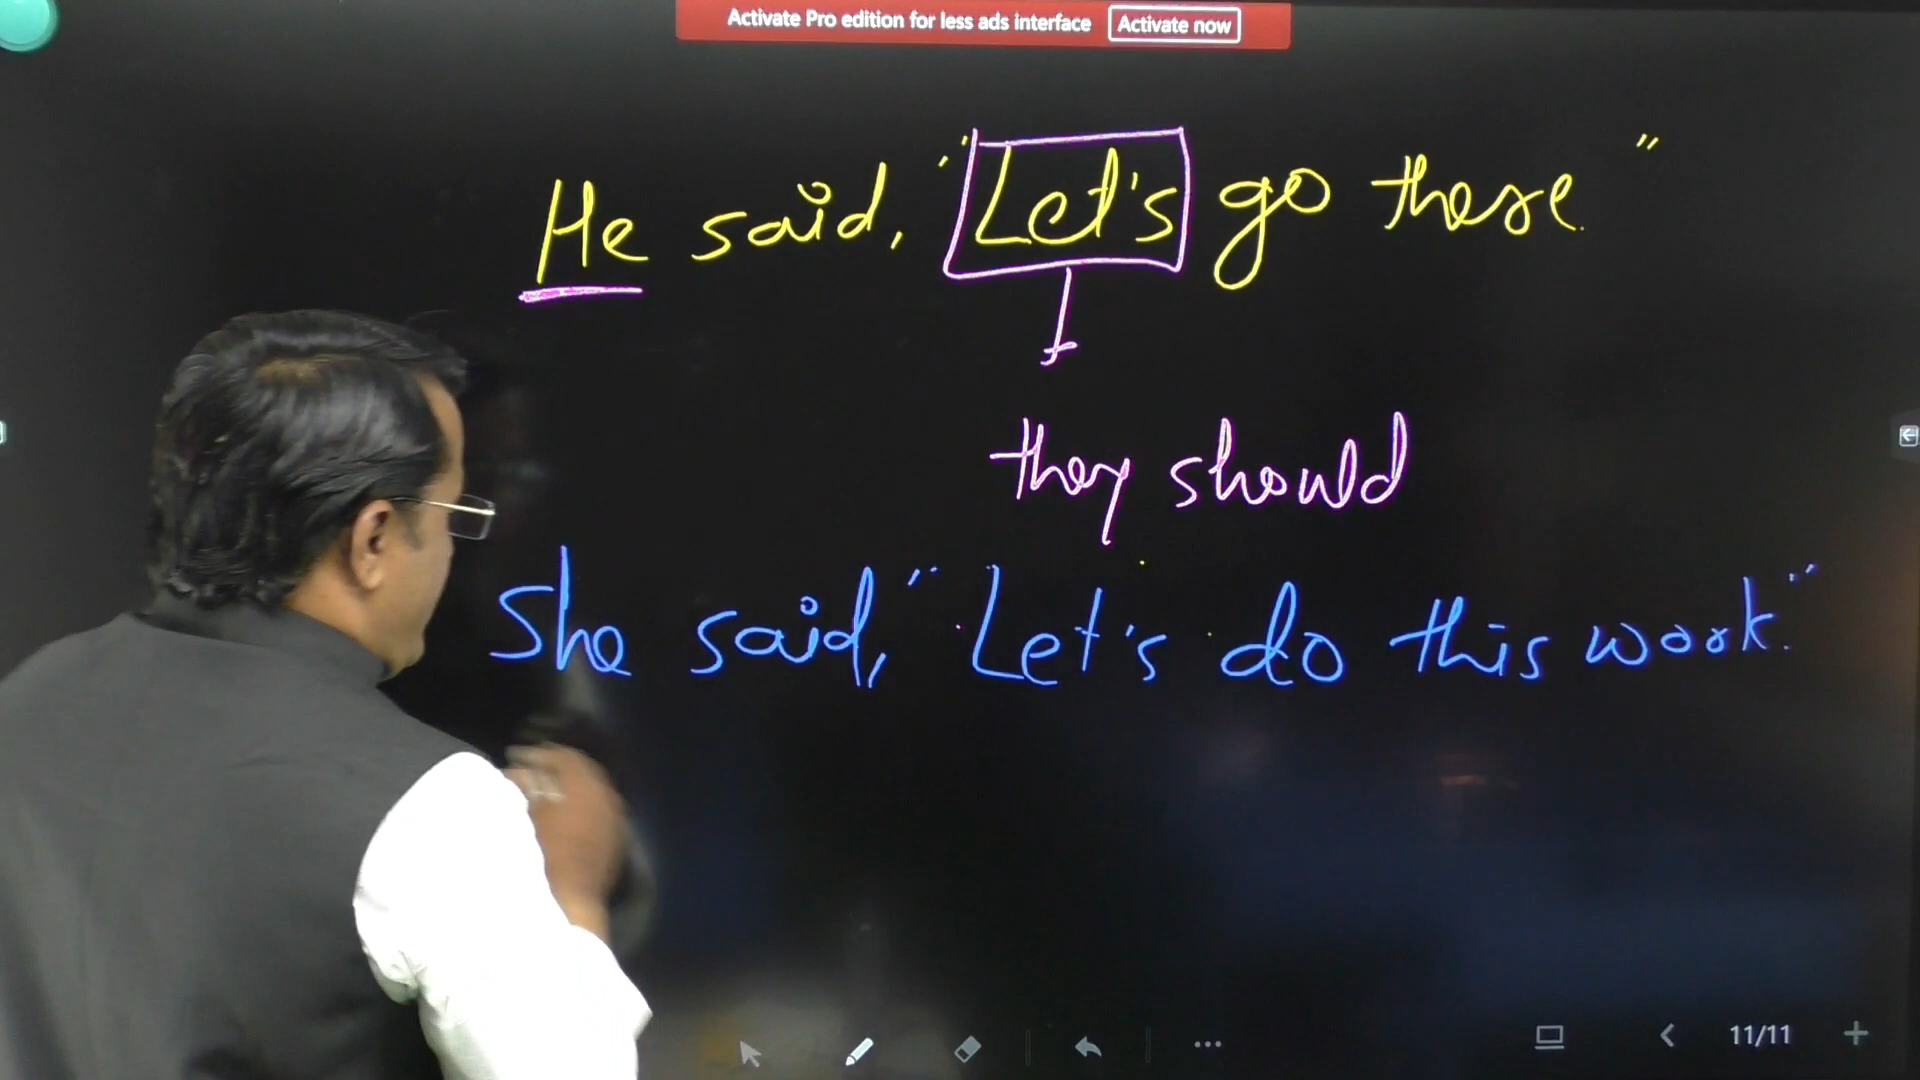 Activate Pro edition for less ads interface Activate now
He said, "Let's go there."
they should
She said, "Let's do this work."
11/11